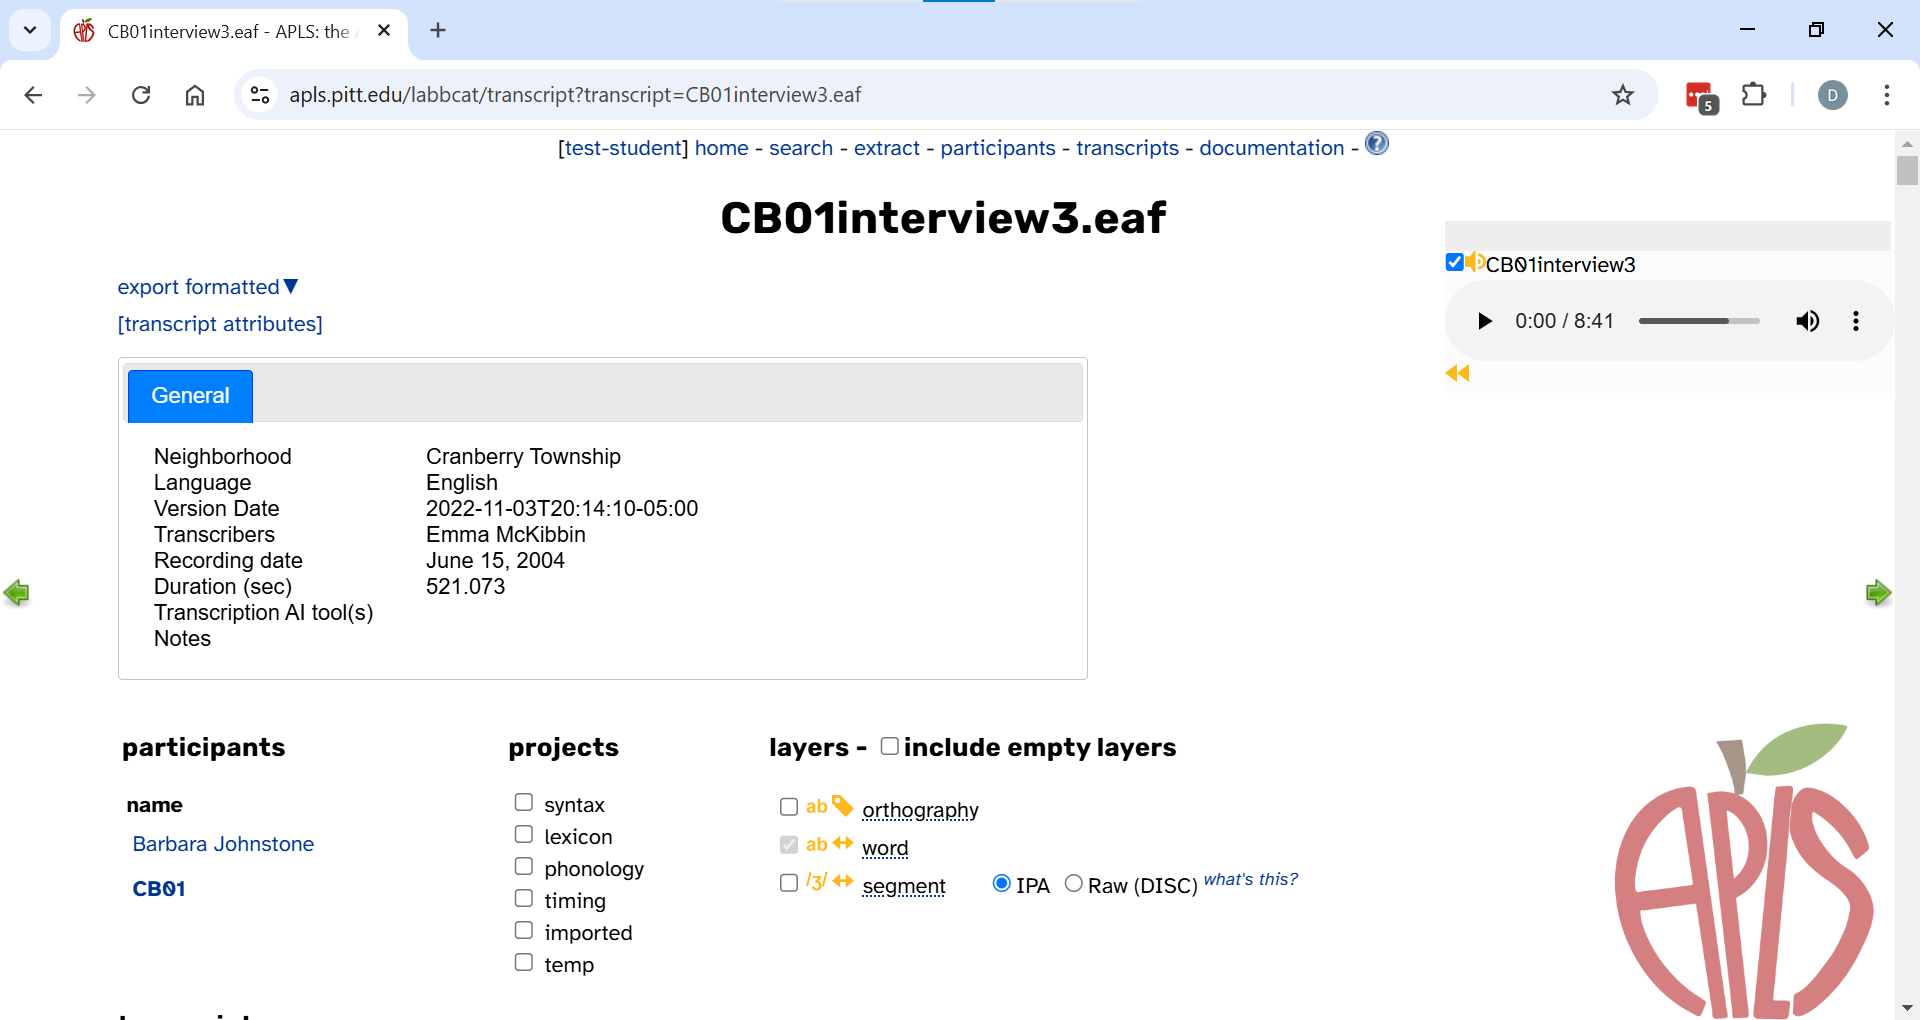 CB01interview3.eaf - APLS: the
apls.pitt.edu/labbcat/transcript?transcript=CB01interview3.eaf
5
D
[test-student] home - search - extract - participants - transcripts - documentation - ?
CB01interview3.eaf
CB01interview3
export formatted▼
0:00 / 8:41
[transcript attributes]
General
Neighborhood Cranberry Township
Language English
Version Date 2022-11-03T20:14:10-05:00
Transcribers Emma McKibbin
Recording date June 15, 2004
Duration (sec) 521.073
Transcription AI tool(s)
Notes
participants
name
Barbara Johnstone
CB01
projects
syntax
lexicon
phonology
timing
imported
temp
layers - include empty layers
ab orthography
ab word
/ʒ/ segment IPA Raw (DISC) what's this?
APLS